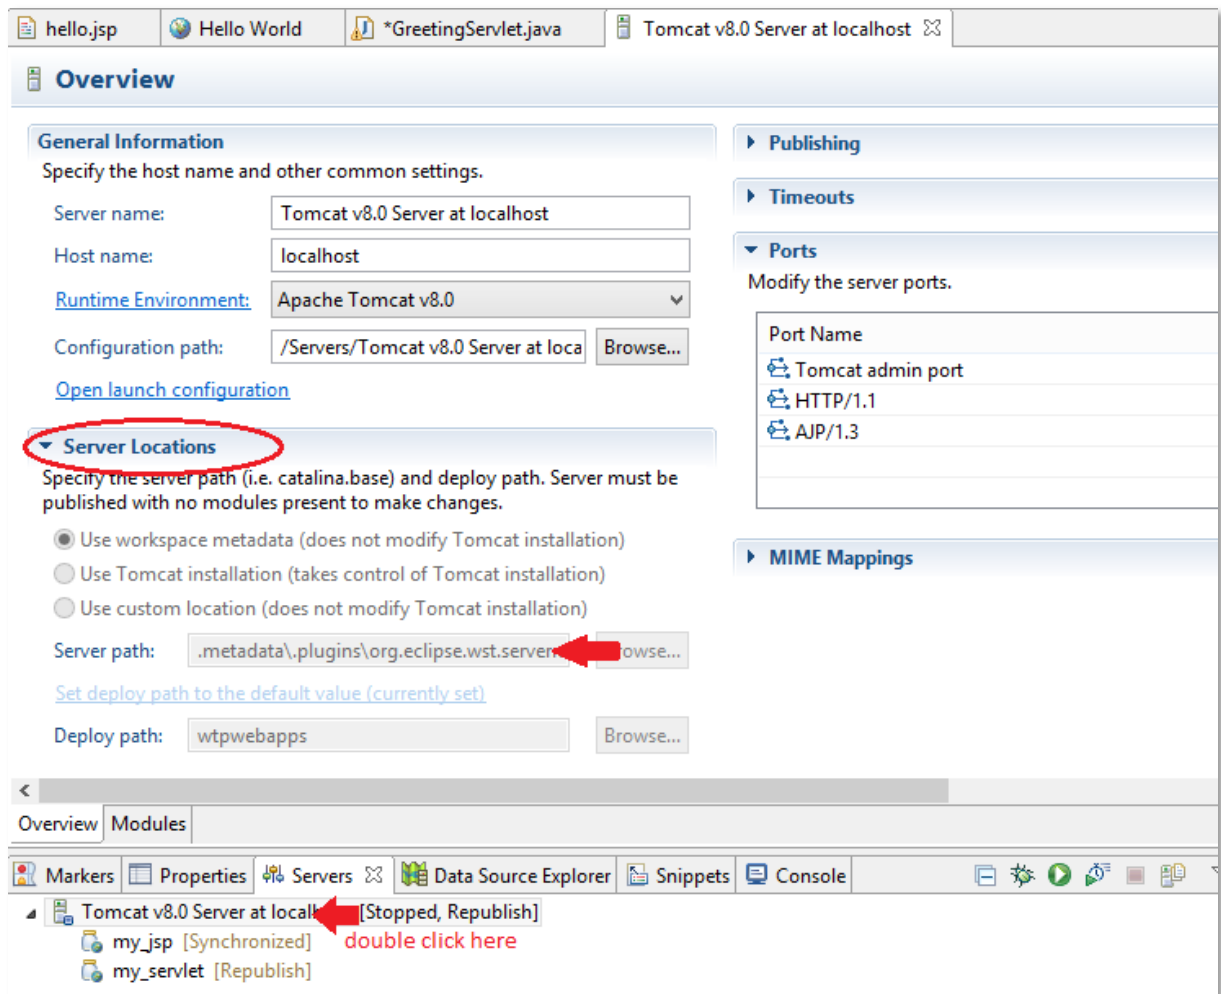 hello.jsp Hello World *GreetingServlet.java Tomcat v8.0 Server at localhost
Overview
General Information
Specify the host name and other common settings.
Server name: Tomcat v8.0 Server at localhost
Host name: localhost
Runtime Environment: Apache Tomcat v8.0
Configuration path: /Servers/Tomcat v8.0 Server at loca Browse...
Open launch configuration
Server Locations
Specify the server path (i.e. catalina.base) and deploy path. Server must be
published with no modules present to make changes.
Use workspace metadata (does not modify Tomcat installation)
Use Tomcat installation (takes control of Tomcat installation)
Use custom location (does not modify Tomcat installation)
Server path: .metadata\.plugins\org.eclipse.wst.server. owse...
Set deploy path to the default value (currently set)
Deploy path: wtpwebapps Browse...
Publishing
Timeouts
Ports
Modify the server ports.
Port Name
Tomcat admin port
HTTP/1.1
AJP/1.3
MIME Mappings
Overview Modules
Markers Properties Servers Data Source Explorer Snippets Console
Tomcat v8.0 Server at local [Stopped, Republish]
my_jsp [Synchronized] double click here
my_servlet [Republish]